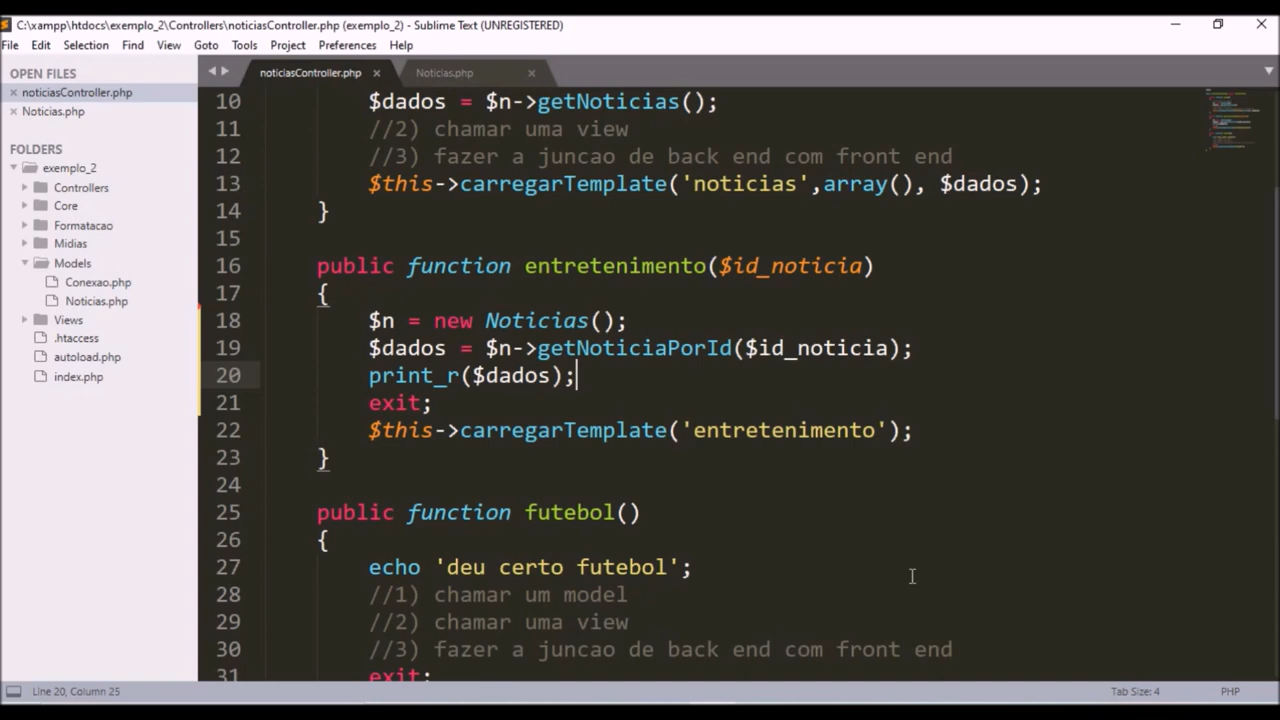 C:\xampp\htdocs\exemplo_2\Controllers\noticiasController.php (exemplo_2) - Sublime Text (UNREGISTERED)
File Edit Selection Find View Goto Tools Project Preferences Help
OPEN FILES
noticiasController.php
Noticias.php
FOLDERS
exemplo_2
Controllers
Core
Formatacao
Midias
Models
Conexao.php
Noticias.php
Views
.htaccess
autoload.php
index.php
noticiasController.php Noticias.php
10 $dados = $n->getNoticias();
11 //2) chamar uma view
12 //3) fazer a juncao de back end com front end
13 $this->carregarTemplate('noticias',array(), $dados);
14 }
15
16 public function entretenimento($id_noticia)
17 {
18 $n = new Noticias();
19 $dados = $n->getNoticiaPorId($id_noticia);
20 print_r($dados);
21 exit;
22 $this->carregarTemplate('entretenimento');
23 }
24
25 public function futebol()
26 {
27 echo 'deu certo futebol';
28 //1) chamar um model
29 //2) chamar uma view
30 //3) fazer a juncao de back end com front end
31 exit;
Line 20, Column 25 Tab Size: 4 PHP